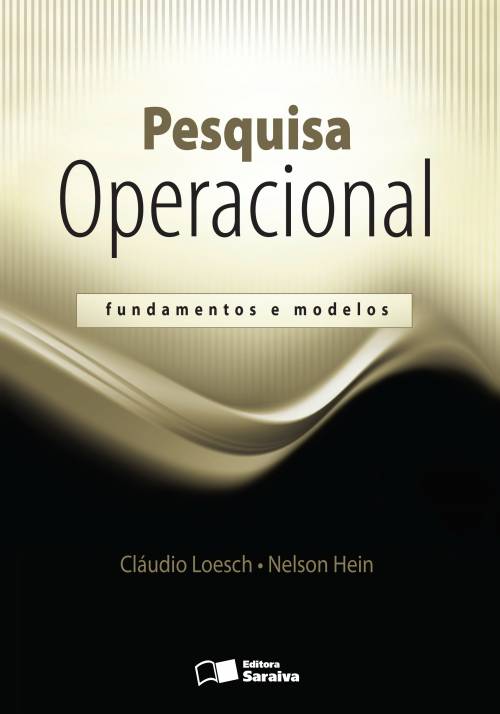 Pesquisa
Operacional
fundamentos e modelos
Cláudio Loesch • Nelson Hein
Editora
Saraiva